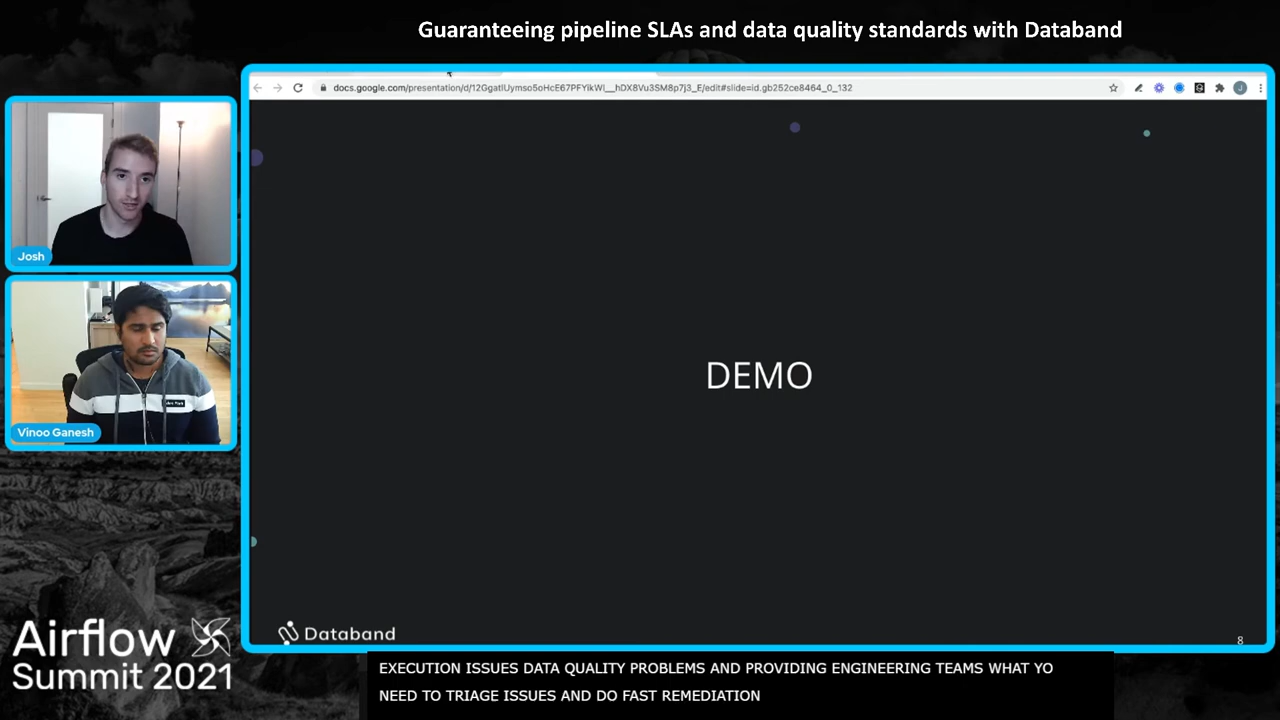 Guaranteeing pipeline SLAs and data quality standards with Databand
docs.google.com/presentation/d/12GgatlUymso5oHcE67PFYlkWl__hDX8Vu3SM8p7j3_E/edit#slide=id.gb252ce8464_0_132
J
Josh
Vinoo Ganesh
DEMO
Databand
8
Airflow
Summit 2021
EXECUTION ISSUES DATA QUALITY PROBLEMS AND PROVIDING ENGINEERING TEAMS WHAT YO
NEED TO TRIAGE ISSUES AND DO FAST REMEDIATION